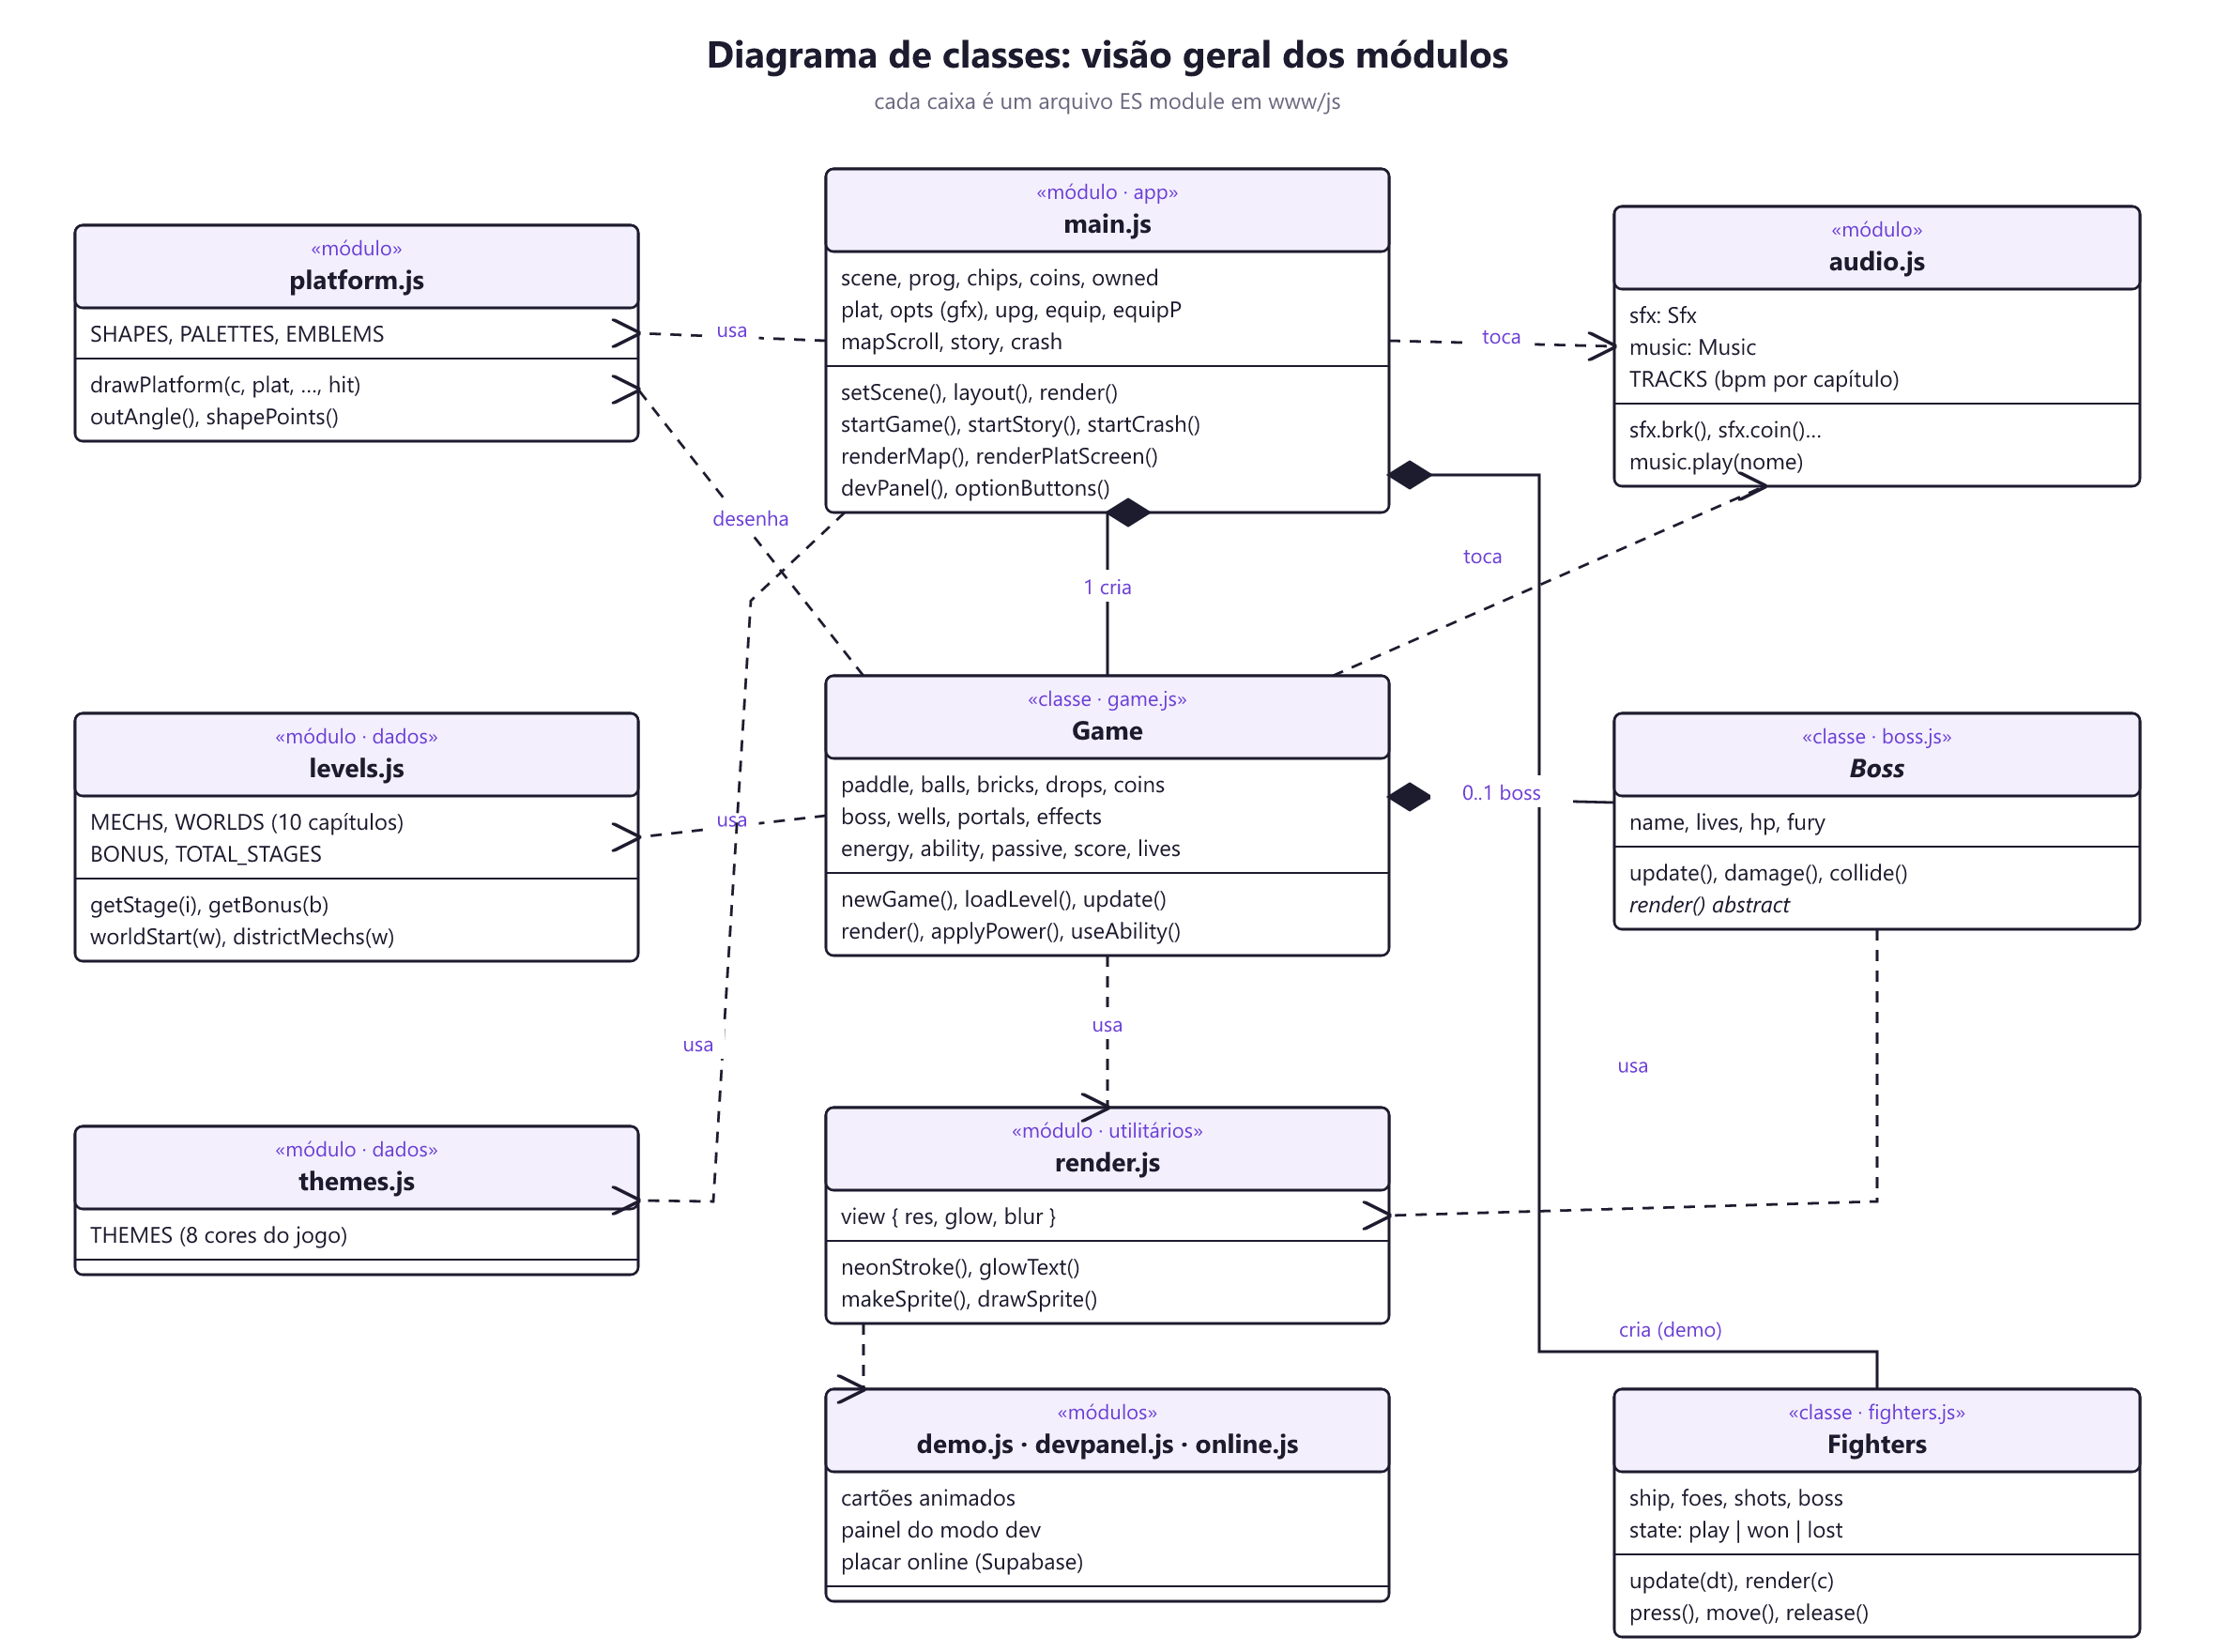 Diagrama de classes: visão geral dos módulos
cada caixa é um arquivo ES module em www/js
«módulo · app»
main.js
scene, prog, chips, coins, owned
plat, opts (gfx), upg, equip, equipP
mapScroll, story, crash
setScene(), layout(), render()
startGame(), startStory(), startCrash()
renderMap(), renderPlatScreen()
devPanel(), optionButtons()
«módulo»
platform.js
SHAPES, PALETTES, EMBLEMS
drawPlatform(c, plat, ..., hit)
outAngle(), shapePoints()
usa
toca
«módulo»
audio.js
sfx: Sfx
music: Music
TRACKS (bpm por capítulo)
sfx.brk(), sfx.coin()...
music.play(nome)
desenha
1 cria
toca
«módulo · dados»
levels.js
MECHS, WORLDS (10 capítulos)
BONUS, TOTAL_STAGES
getStage(i), getBonus(b)
worldStart(w), districtMechs(w)
usa
«classe · game.js»
Game
paddle, balls, bricks, drops, coins
boss, wells, portals, effects
energy, ability, passive, score, lives
newGame(), loadLevel(), update()
render(), applyPower(), useAbility()
0..1 boss
«classe · boss.js»
Boss
name, lives, hp, fury
update(), damage(), collide()
render() abstract
usa
usa
usa
«módulo · dados»
themes.js
THEMES (8 cores do jogo)
«módulo · utilitários»
render.js
view { res, glow, blur }
neonStroke(), glowText()
makeSprite(), drawSprite()
cria (demo)
«módulos»
demo.js · devpanel.js · online.js
cartões animados
painel do modo dev
placar online (Supabase)
«classe · fighters.js»
Fighters
ship, foes, shots, boss
state: play | won | lost
update(dt), render(c)
press(), move(), release()